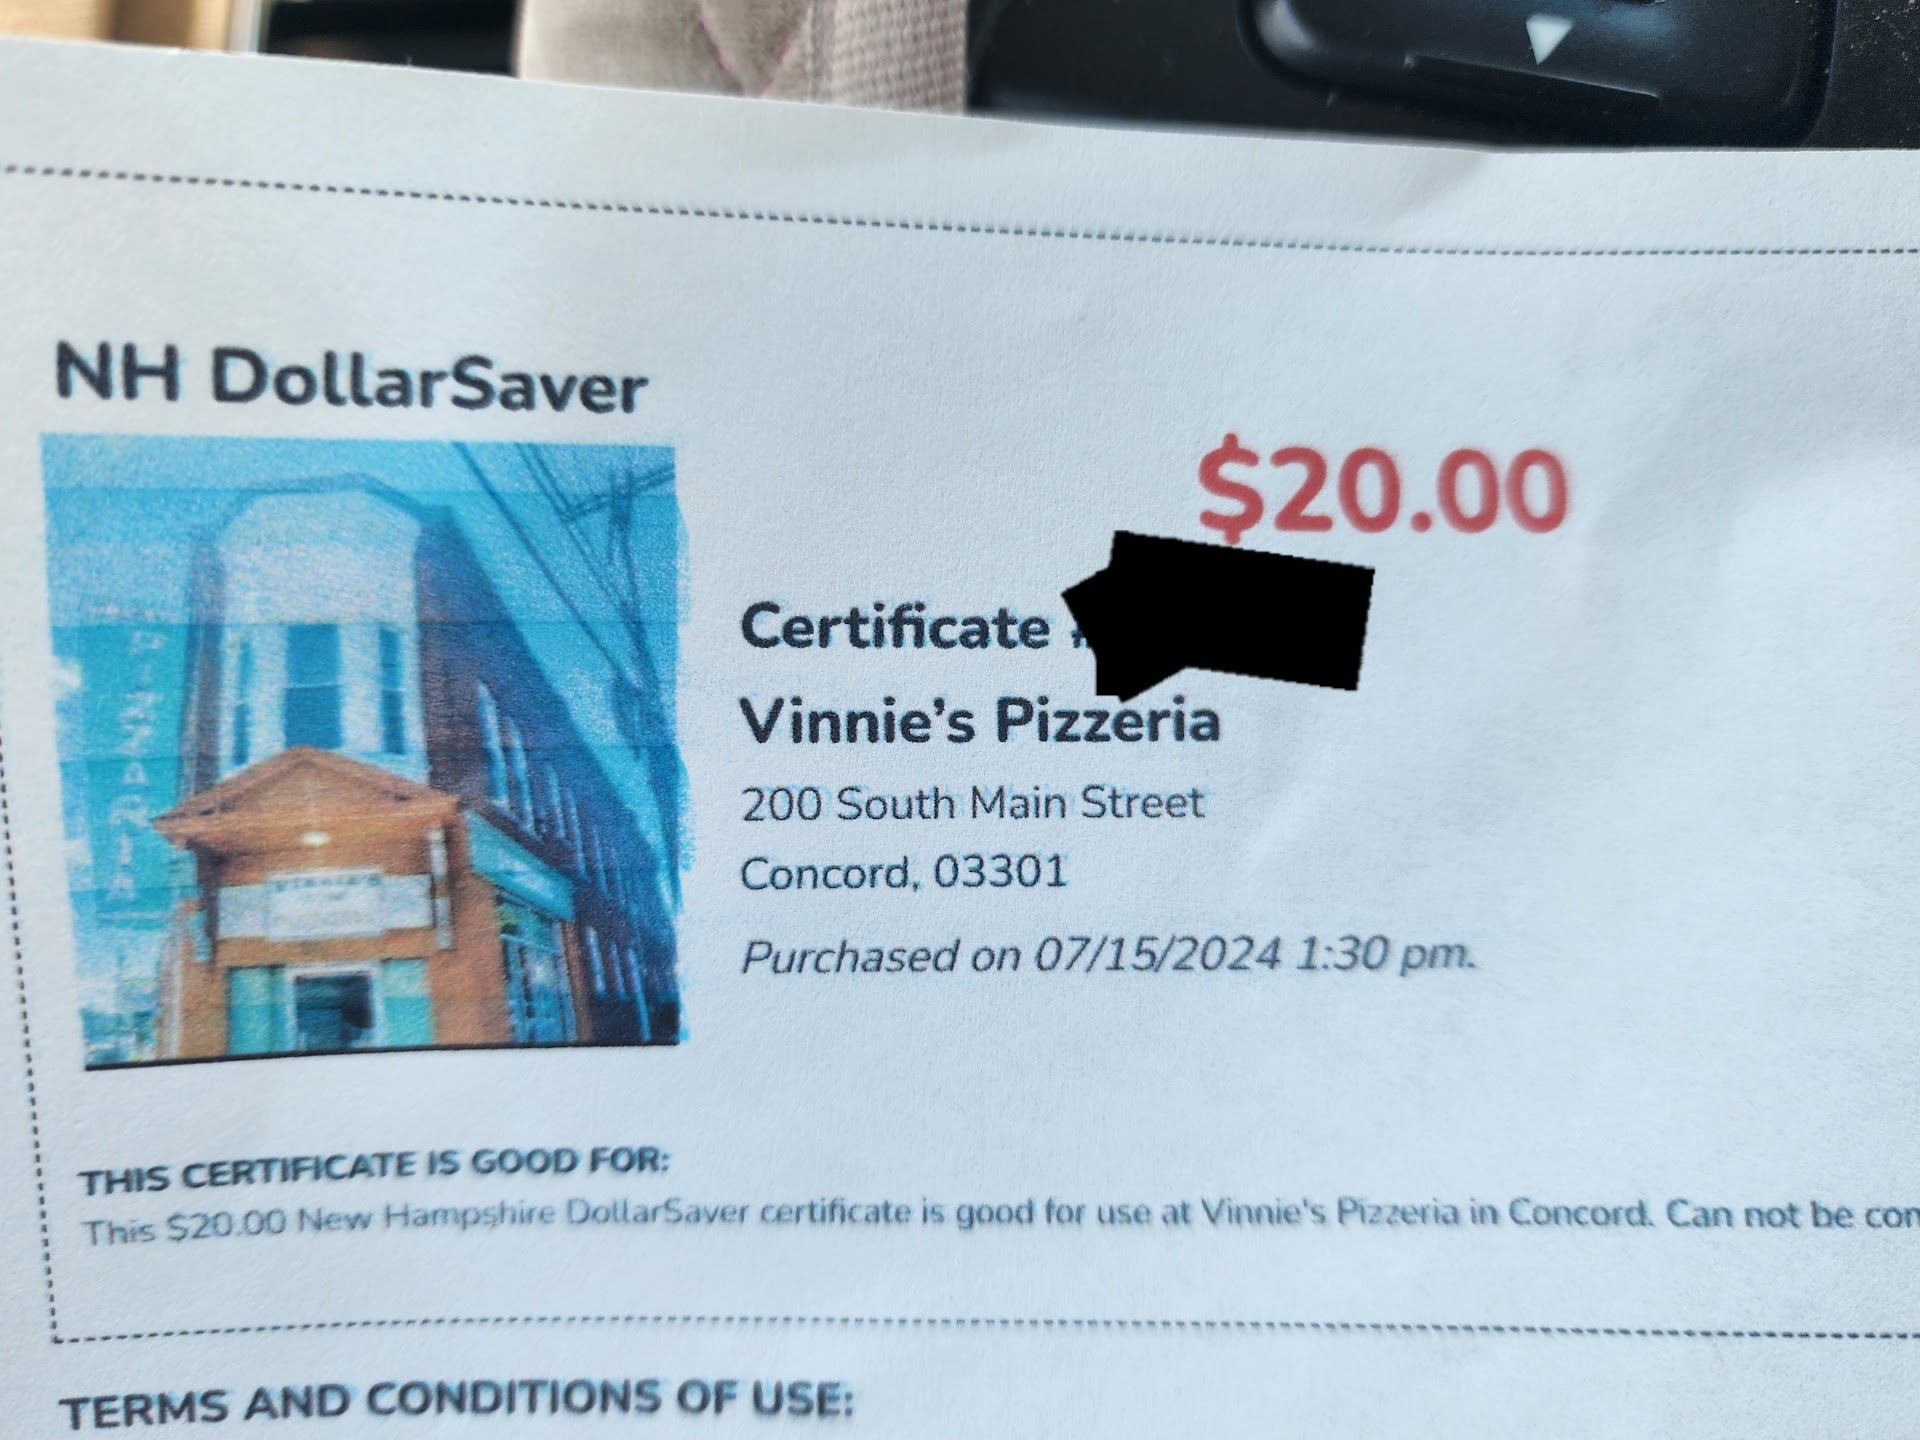 NH DollarSaver
$20.00
Certificate #
Vinnie's Pizzeria
200 South Main Street
Concord, 03301
Purchased on 07/15/2024 1:30 pm.
PIZZERIA
THIS CERTIFICATE IS GOOD FOR:
This $20.00 New Hampshire DollarSaver certificate is good for use at Vinnie's Pizzeria in Concord. Can not be com
TERMS AND CONDITIONS OF USE: